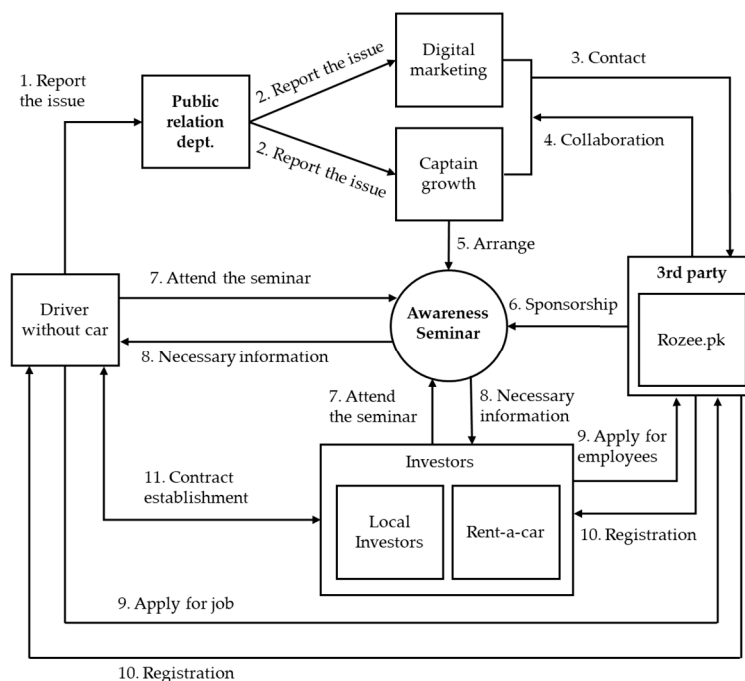 1. Report
the issue
Public
relation
dept.
2. Report the issue
2. Report the issue
Digital
marketing
Captain
growth
3. Contact
4. Collaboration
5. Arrange
3rd party
Rozee.pk
7. Attend the seminar
Driver
without car
Awareness
Seminar
6. Sponsorship
8. Necessary information
7. Attend
the seminar
8. Necessary
information
9. Apply for
employees
11. Contract
establishment
Investors
Local
Investors
Rent-a-car
10. Registration
9. Apply for job
10. Registration